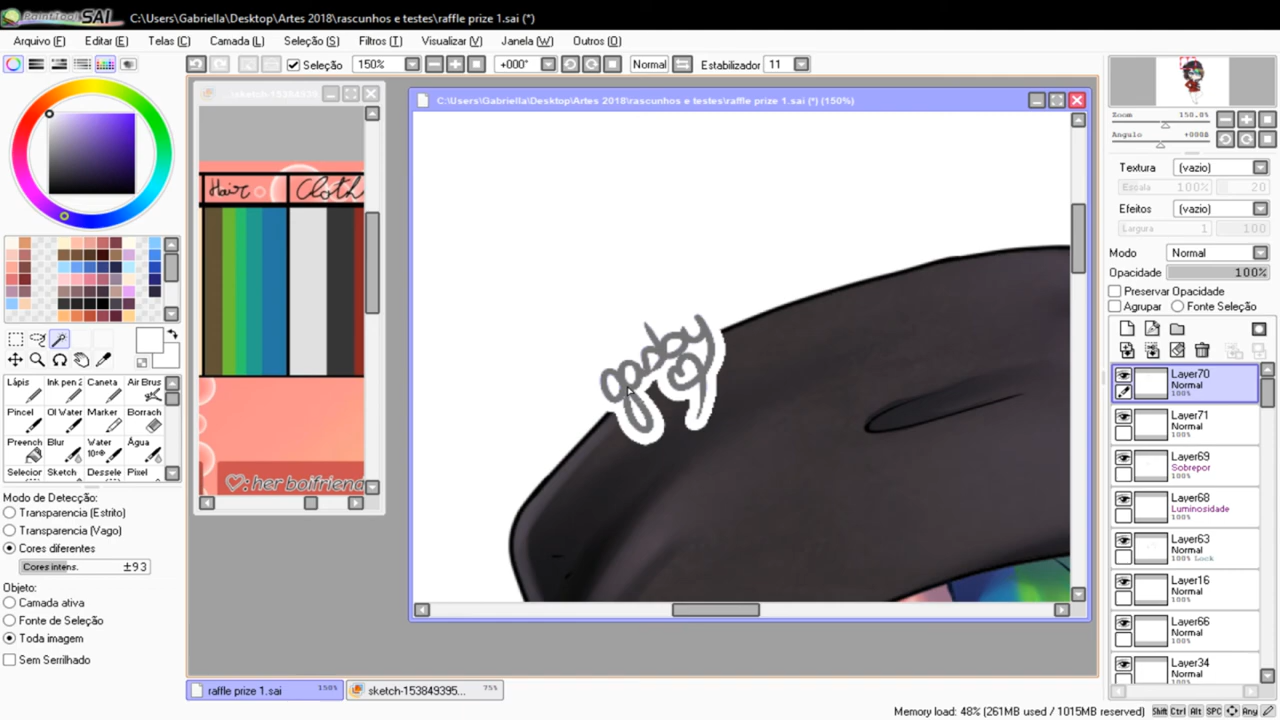 PaintTool SAI C:\Users\Gabriella\Desktop\Artes 2018\rascunhos e testes\raffle prize 1.sai (*)
Arquivo (F) Editar (E) Telas (C) Camada (L) Seleção (S) Filtros (T) Visualizar (V) Janela (W) Outros (O)
Seleção 150% +000° Normal Estabilizador 11
sketch-153849395
C:\Users\Gabriella\Desktop\Artes 2018\rascunhos e testes\raffle prize 1.sai (*) (150%)
Hair Cloth
gasby
♡: her boifriend
Lápis Ink pen 2 Caneta Air Brus
Pincel Oil Water Marker Borrach
Preench Blur Water 10 Água
Selecior Sketch Dessele Pixel
Modo de Detecção:
Transparencia (Estrito)
Transparencia (Vago)
Cores diferentes
Cores intens. ±93
Objeto:
Camada ativa
Fonte de Seleção
Toda imagem
Sem Serrilhado
raffle prize 1.sai 150% sketch-153849395... 75%
Zoom 150.0%
Angulo +000°
Textura (vazio)
Escala 100% 20
Efeitos (vazio)
Largura 1 100
Modo Normal
Opacidade 100%
Preservar Opacidade
Agrupar Fonte Seleção
Layer70
Normal
100%
Layer71
Normal
100%
Layer69
Sobrepor
100%
Layer68
Luminosidade
100%
Layer63
Normal
100% Lock
Layer16
Normal
100%
Layer66
Normal
100%
Layer34
Normal
Memory load: 48% (261MB used / 1015MB reserved) Shift Ctrl Alt SPC Any